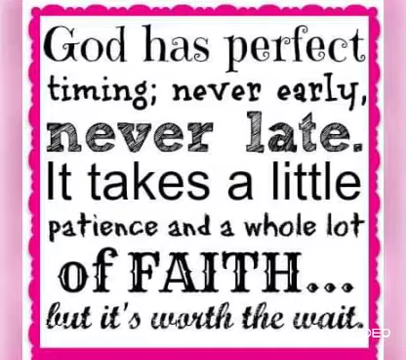 God has perfect
timing; never early,
never late.
It takes a little
patience and a whole lot
of FAITH...
but it's worth the wait.